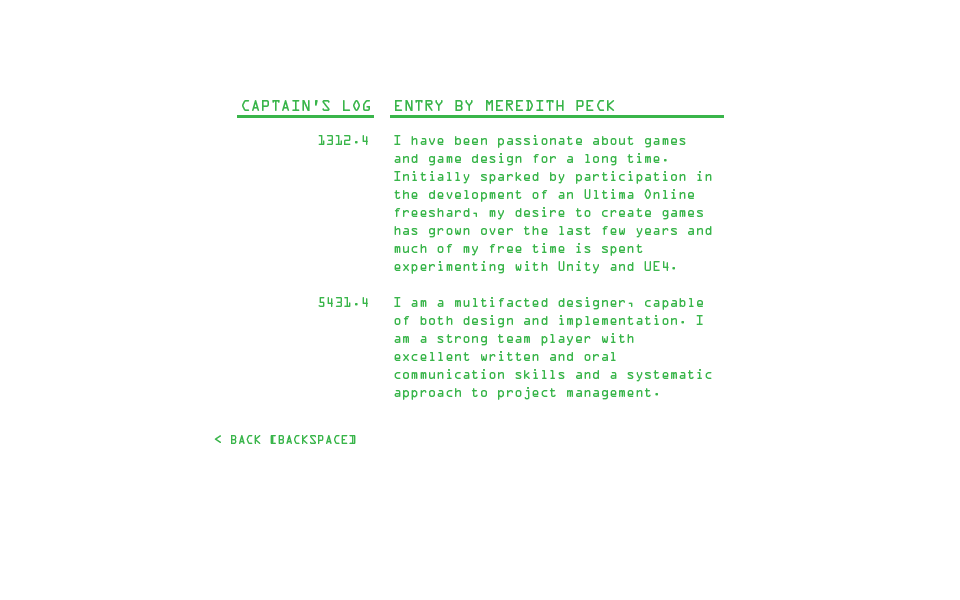 CAPTAIN'S LOG ENTRY BY MEREDITH PECK
1312.4 I have been passionate about games
and game design for a long time.
Initially sparked by participation in
the development of an Ultima Online
freeshard, my desire to create games
has grown over the last few years and
much of my free time is spent
experimenting with Unity and UE4.
5431.4 I am a multifacted designer, capable
of both design and implementation. I
am a strong team player with
excellent written and oral
communication skills and a systematic
approach to project management.
< BACK [BACKSPACE]